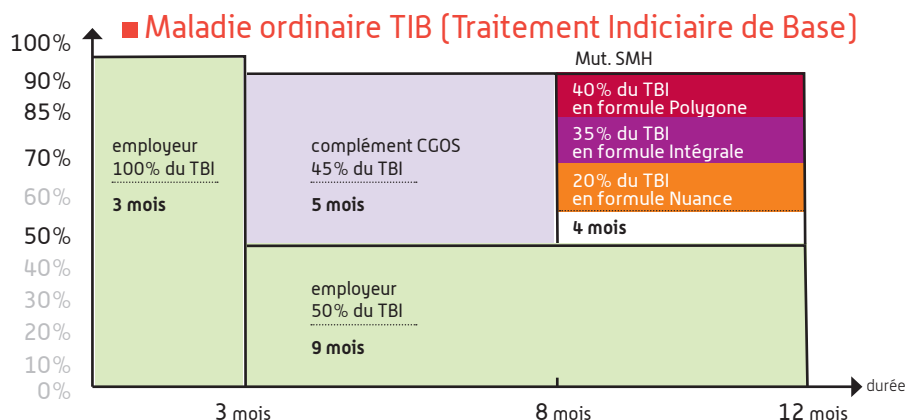 Maladie ordinaire TIB (Traitement Indiciaire de Base)
100%
90%
85%
70%
60%
50%
40%
30%
20%
10%
0%
employeur
100% du TBI
3 mois
complément CGOS
45% du TBI
5 mois
Mut. SMH
40% du TBI
en formule Polygone
35% du TBI
en formule Intégrale
20% du TBI
en formule Nuance
4 mois
employeur
50% du TBI
9 mois
durée
3 mois
8 mois
12 mois